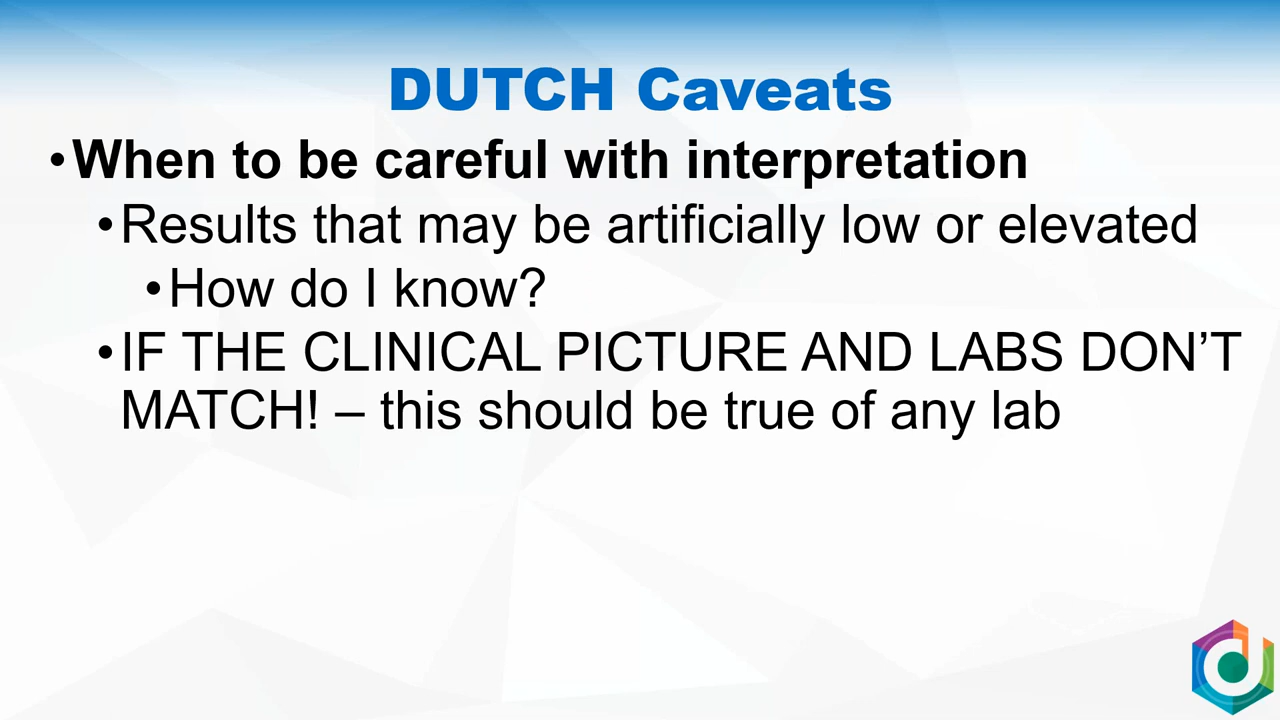 DUTCH Caveats
•When to be careful with interpretation
•Results that may be artificially low or elevated
•How do I know?
•IF THE CLINICAL PICTURE AND LABS DON’T
MATCH! – this should be true of any lab